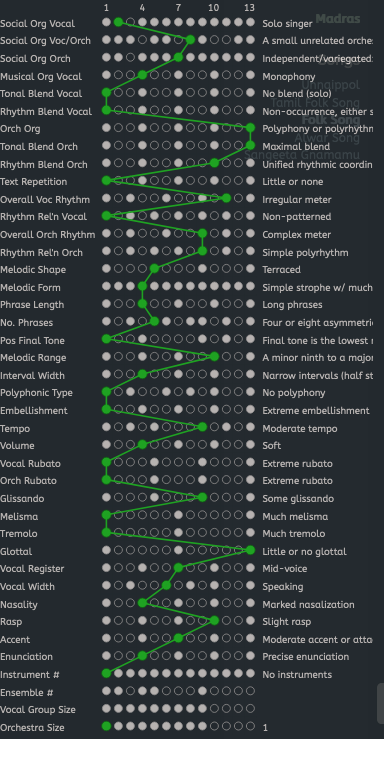 1 4 7 10 13
Madras
Social Org Vocal Solo singer
Social Org Voc/Orch A small unrelated orche
Social Org Orch Independent/variegated
Musical Org Vocal Monophony
Tonal Blend Vocal No blend (solo)
Unnjappol
Tamil Folk Song
Rhythm Blend Vocal Non-occurrence, either s
Folk Song
Orch Org Polyphony or polyrhythm
Alwar Song
Tonal Blend Orch Maximal blend
Sangeeta Gnamamu
Rhythm Blend Orch Unified rhythmic coordin
Text Repetition Little or none
Overall Voc Rhythm Irregular meter
Rhythm Rel'n Vocal Non-patterned
Overall Orch Rhythm Complex meter
Rhythm Rel'n Orch Simple polyrhythm
Melodic Shape Terraced
Melodic Form Simple strophe w/ much
Phrase Length Long phrases
No. Phrases Four or eight asymmetric
Pos Final Tone Final tone is the lowest n
Melodic Range A minor ninth to a major
Interval Width Narrow intervals (half st
Polyphonic Type No polyphony
Embellishment Extreme embellishment
Tempo Moderate tempo
Volume Soft
Vocal Rubato Extreme rubato
Orch Rubato Extreme rubato
Glissando Some glissando
Melisma Much melisma
Tremolo Much tremolo
Glottal Little or no glottal
Vocal Register Mid-voice
Vocal Width Speaking
Nasality Marked nasalization
Rasp Slight rasp
Accent Moderate accent or atta
Enunciation Precise enunciation
Instrument # No instruments
Ensemble #
Vocal Group Size
Orchestra Size 1